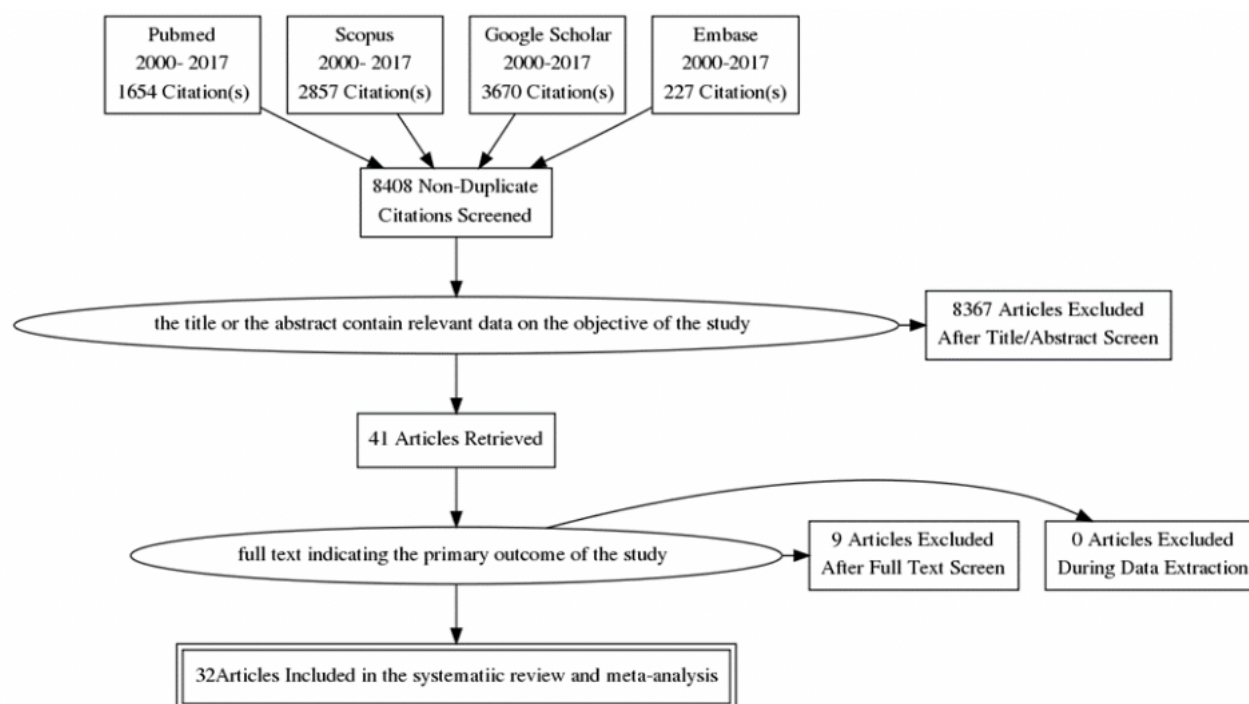 Pubmed
2000- 2017
1654 Citation(s)
Scopus
2000- 2017
2857 Citation(s)
Google Scholar
2000-2017
3670 Citation(s)
Embase
2000-2017
227 Citation(s)
8408 Non-Duplicate
Citations Screened
the title or the abstract contain relevant data on the objective of the study
8367 Articles Excluded
After Title/Abstract Screen
41 Articles Retrieved
full text indicating the primary outcome of the study
9 Articles Excluded
After Full Text Screen
0 Articles Excluded
During Data Extraction
32Articles Included in the systematiic review and meta-analysis